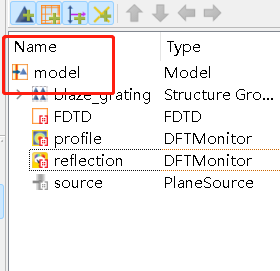 Name Type
model Model
blaze_grating Structure Gro...
FDTD FDTD
profile DFTMonitor
reflection DFTMonitor
source PlaneSource